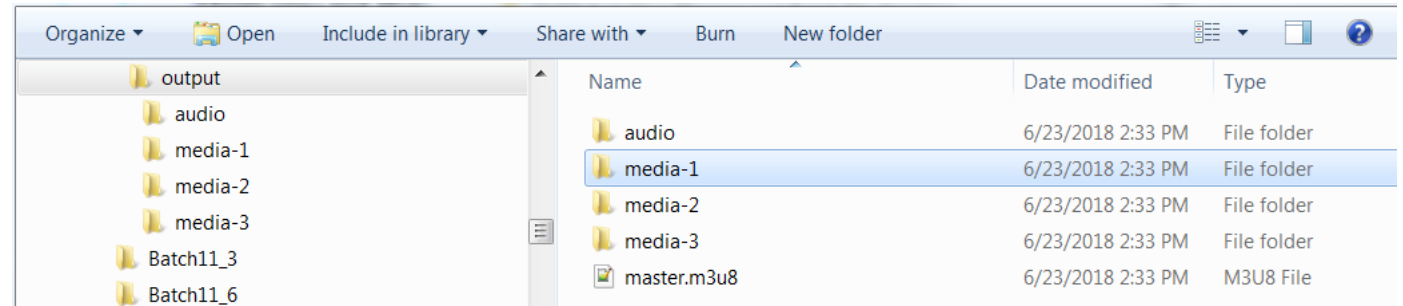 Organize Open Include in library Share with Burn New folder
output
audio
media-1
media-2
media-3
Batch11_3
Batch11_6
Name Date modified Type
audio 6/23/2018 2:33 PM File folder
media-1 6/23/2018 2:33 PM File folder
media-2 6/23/2018 2:33 PM File folder
media-3 6/23/2018 2:33 PM File folder
master.m3u8 6/23/2018 2:33 PM M3U8 File